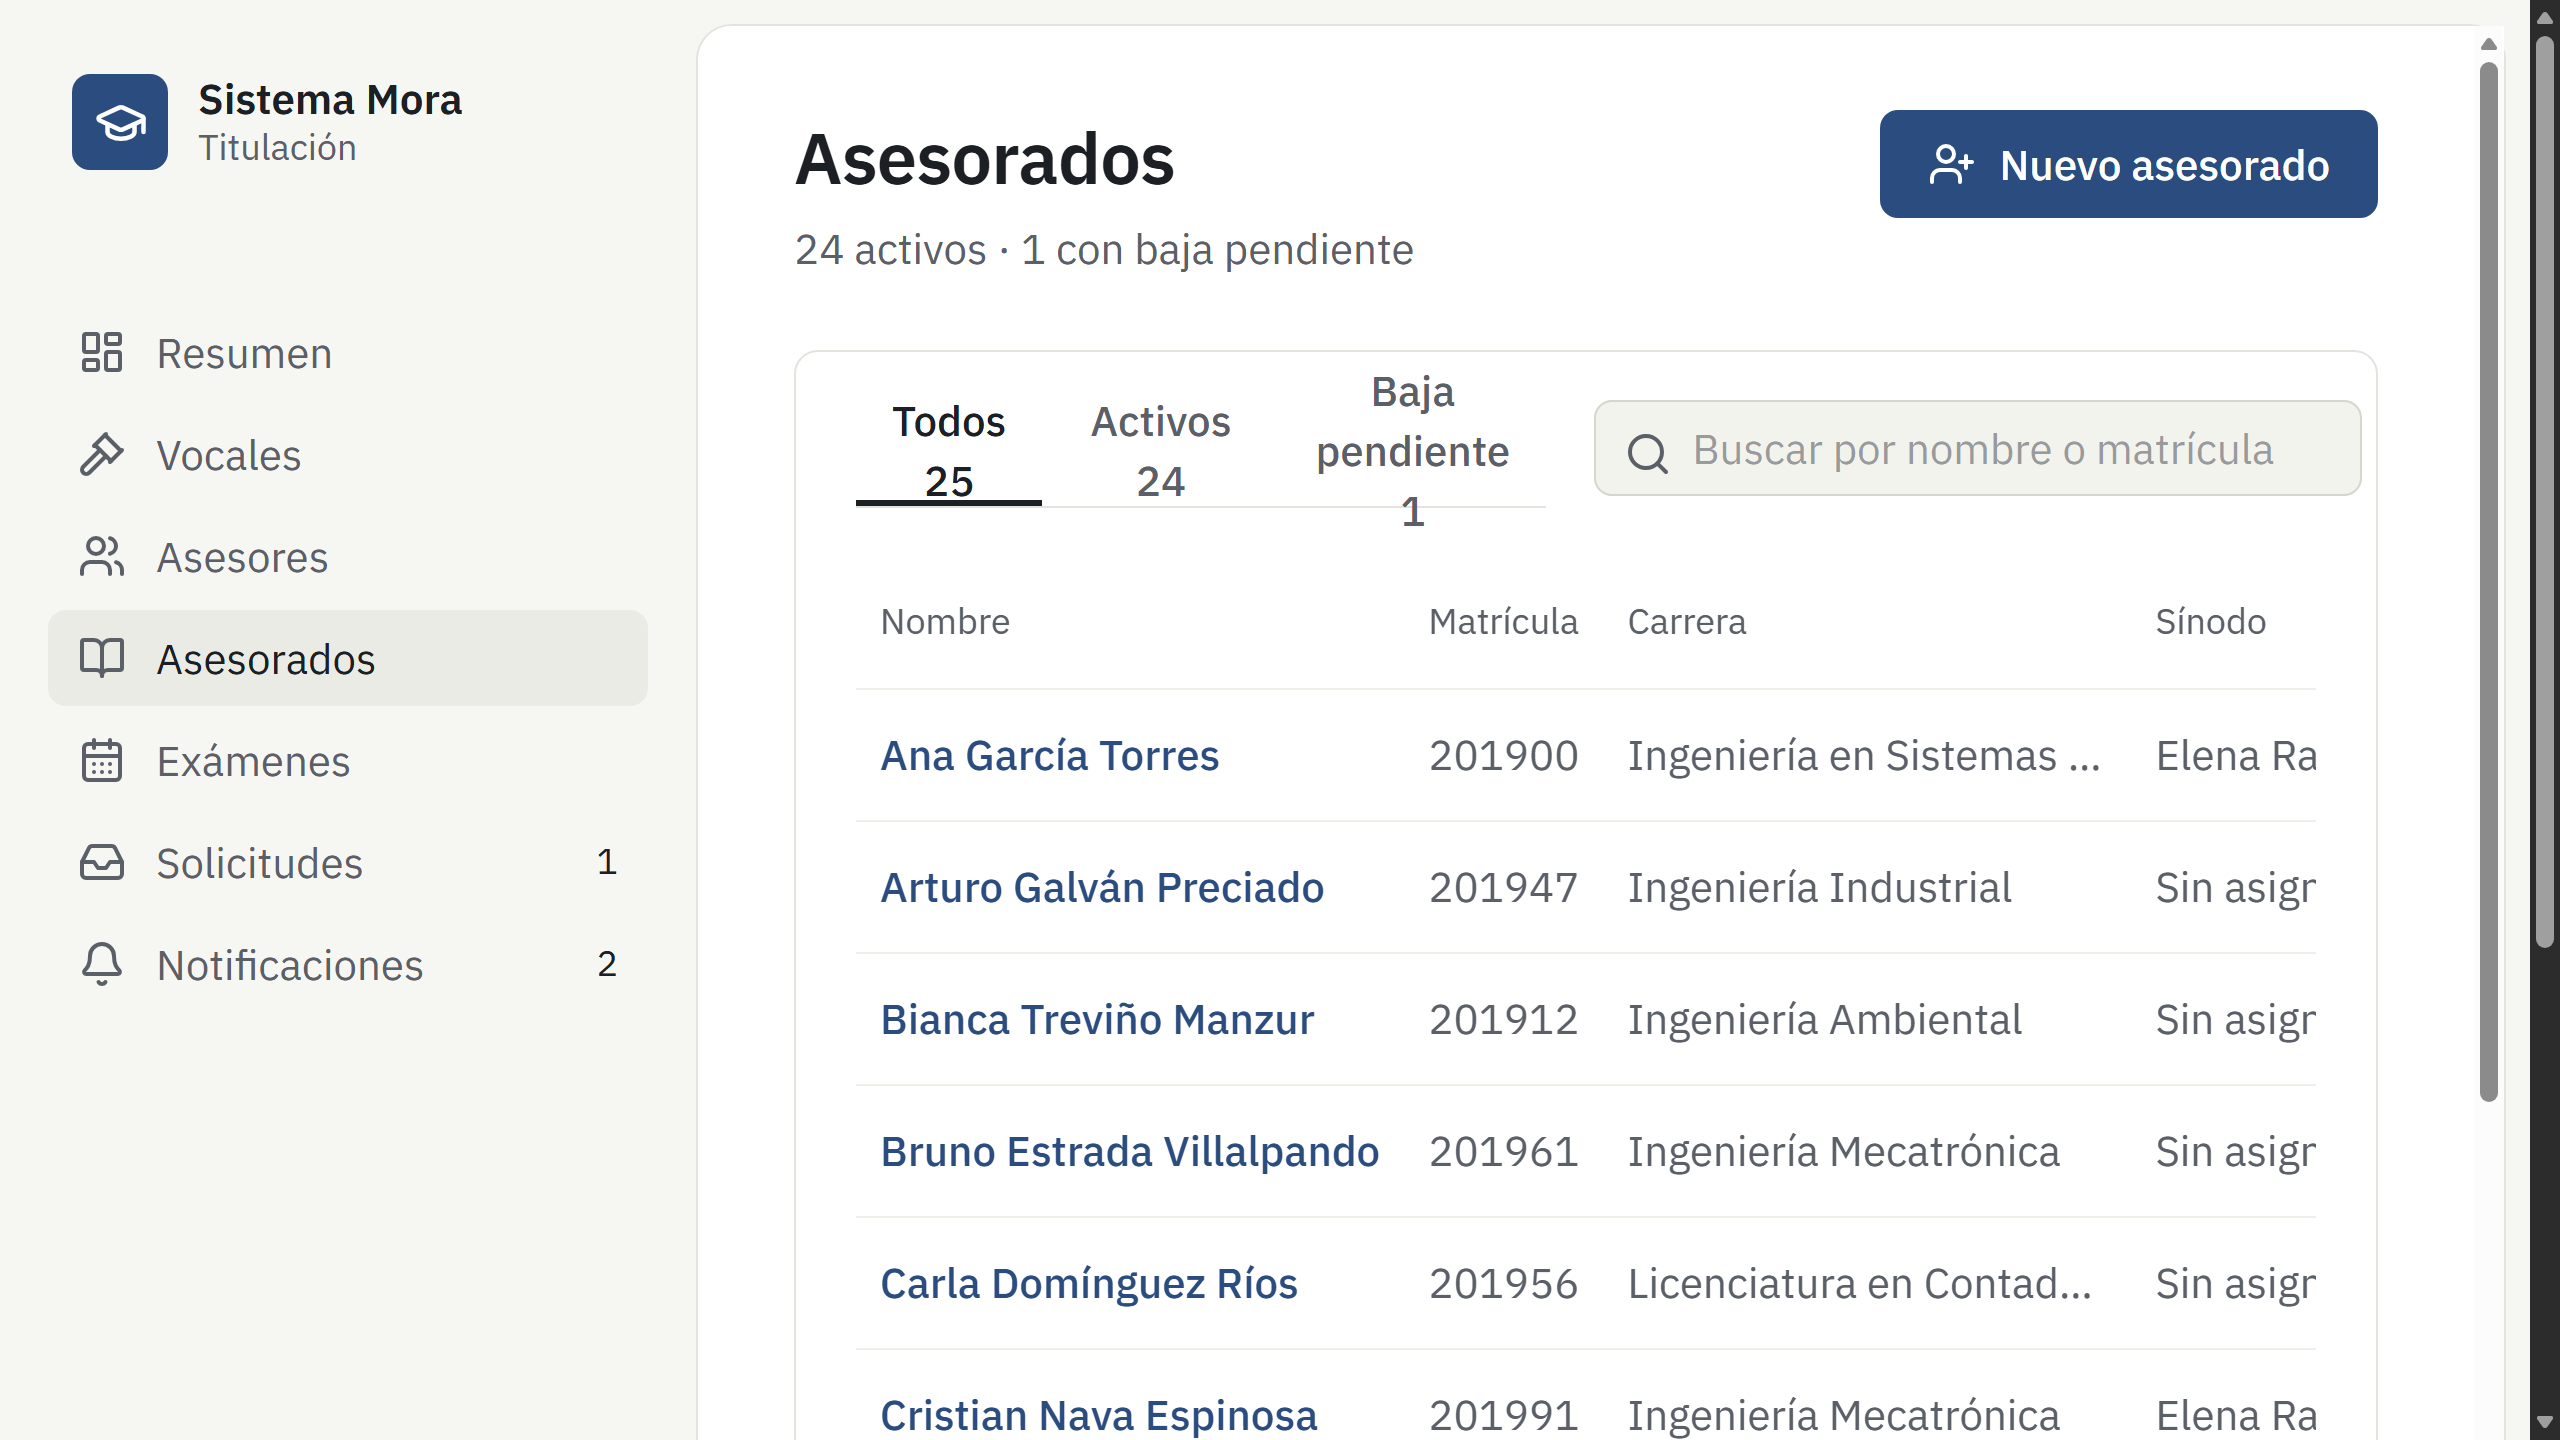 Sistema Mora
Titulación
Resumen
Vocales
Asesores
Asesorados
Exámenes
Solicitudes 1
Notificaciones 2
Asesorados
24 activos · 1 con baja pendiente
Nuevo asesorado
Todos
25
Activos
24
Baja
pendiente
1
Buscar por nombre o matrícula
Nombre Matrícula Carrera Sínodo
Ana García Torres 201900 Ingeniería en Sistemas ... Elena Ra
Arturo Galván Preciado 201947 Ingeniería Industrial Sin asign
Bianca Treviño Manzur 201912 Ingeniería Ambiental Sin asign
Bruno Estrada Villalpando 201961 Ingeniería Mecatrónica Sin asign
Carla Domínguez Ríos 201956 Licenciatura en Contad... Sin asign
Cristian Nava Espinosa 201991 Ingeniería Mecatrónica Elena Ra